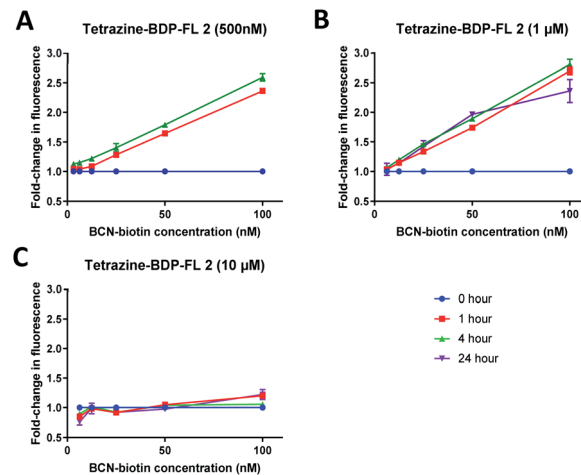 A
Tetrazine-BDP-FL 2 (500nM)
Fold-change in fluorescence
3.0
2.5
2.0
1.5
1.0
0.5
0
50
100
BCN-biotin concentration (nM)
B
Tetrazine-BDP-FL 2 (1 µM)
Fold-change in fluorescence
3.0
2.5
2.0
1.5
1.0
0.5
0
50
100
BCN-biotin concentration (nM)
C
Tetrazine-BDP-FL 2 (10 µM)
Fold-change in fluorescence
3.0
2.5
2.0
1.5
1.0
0.5
0
50
100
BCN-biotin concentration (nM)
0 hour
1 hour
4 hour
24 hour